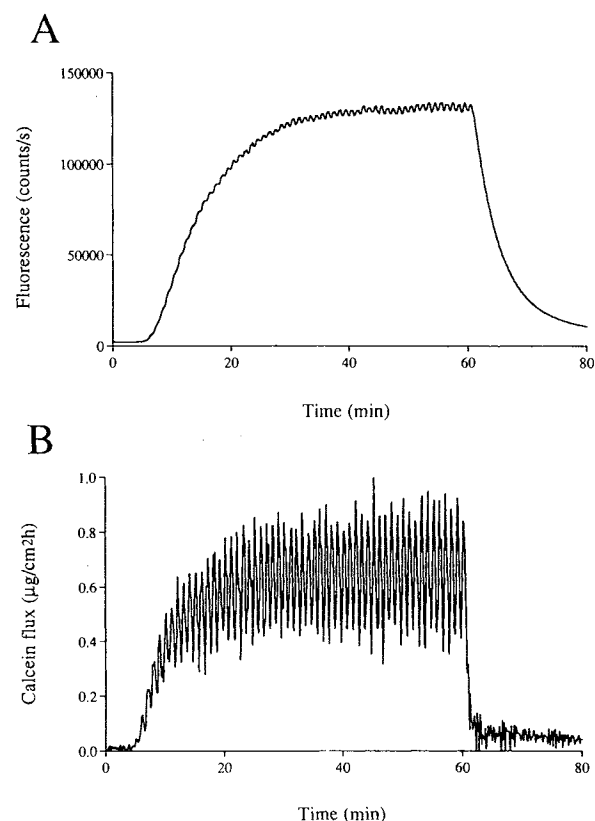 A
150000
100000
50000
0
Fluorescence (counts/s)
0 20 40 60 80
Time (min)
B
1.0
0.8
0.6
0.4
0.2
0.0
Calcein flux (µg/cm2h)
0 20 40 60 80
Time (min)